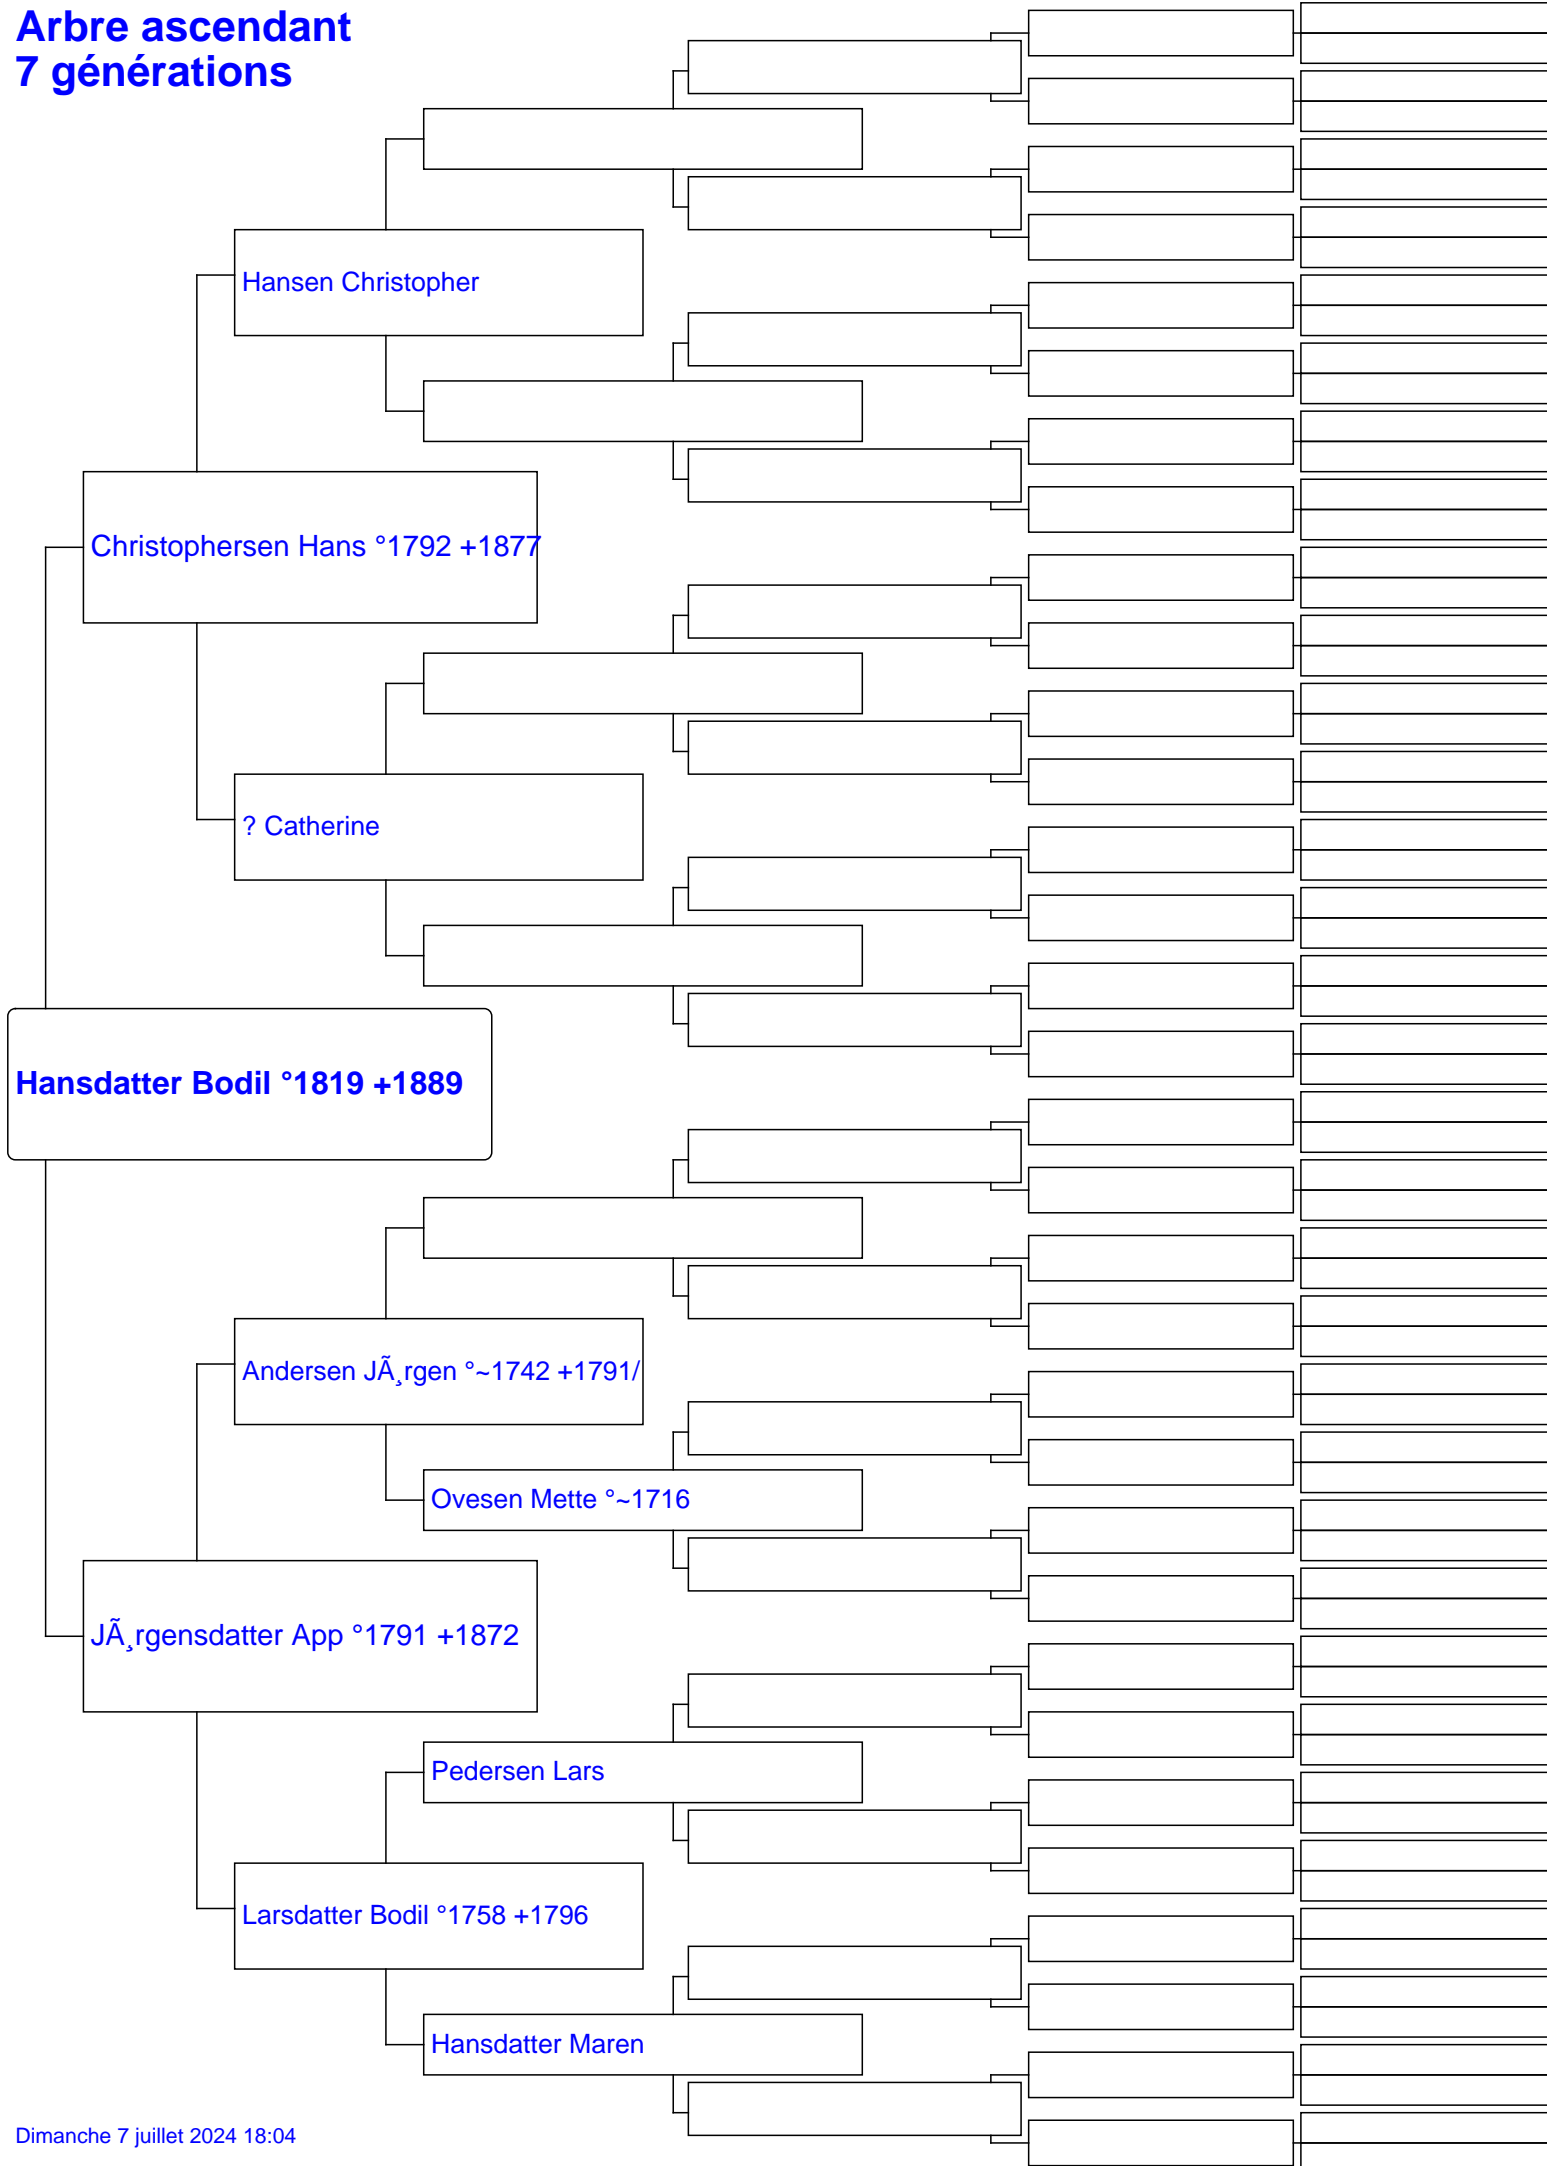 Arbre ascendant
7 générations
Hansen Christopher
Christophersen Hans °1792 +1877
? Catherine
Hansdatter Bodil °1819 +1889
Andersen JÃ¸rgen °~1742 +1791/
Ovesen Mette °~1716
JÃ¸rgensdatter App °1791 +1872
Pedersen Lars
Larsdatter Bodil °1758 +1796
Hansdatter Maren
Dimanche 7 juillet 2024 18:04